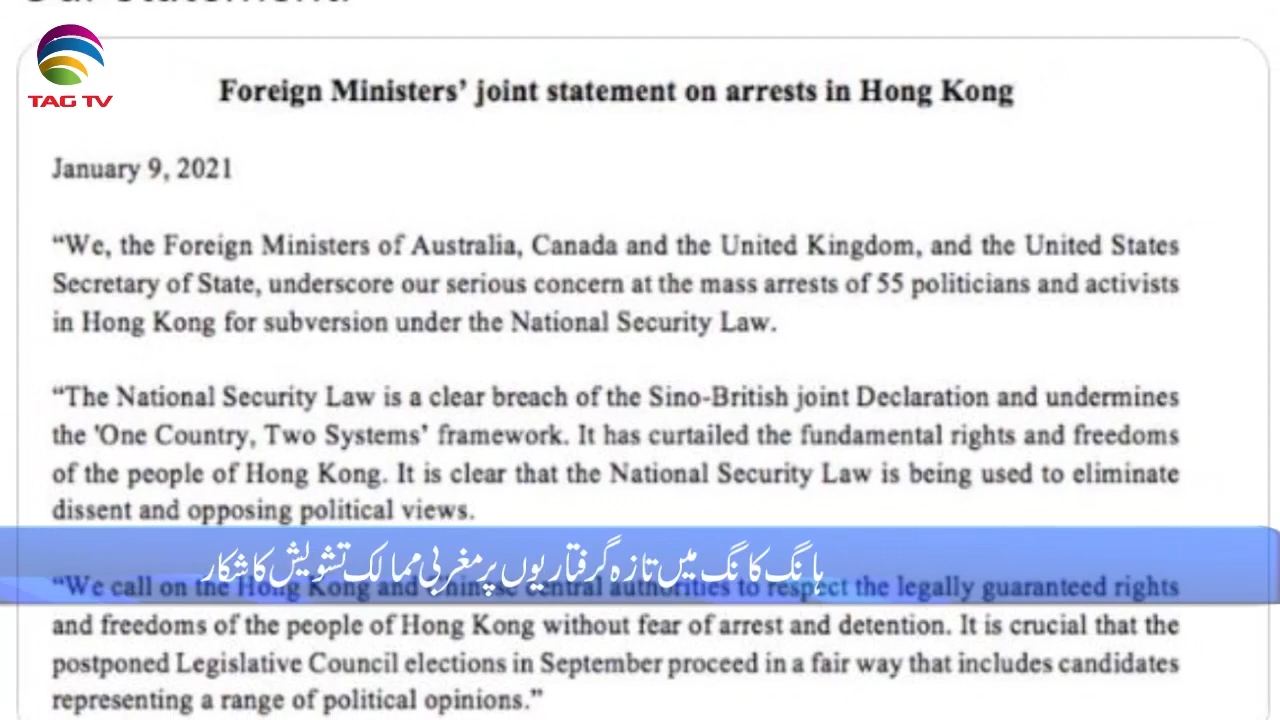 Our statement:
TAG TV
Foreign Ministers’ joint statement on arrests in Hong Kong
January 9, 2021
“We, the Foreign Ministers of Australia, Canada and the United Kingdom, and the United States
Secretary of State, underscore our serious concern at the mass arrests of 55 politicians and activists
in Hong Kong for subversion under the National Security Law.
“The National Security Law is a clear breach of the Sino-British joint Declaration and undermines
the 'One Country, Two Systems’ framework. It has curtailed the fundamental rights and freedoms
of the people of Hong Kong. It is clear that the National Security Law is being used to eliminate
dissent and opposing political views.
ہانگ کانگ میں تازہ گرفتاریوں پر مغربی ممالک تشویش کا شکار
“We call on the Hong Kong and Chinese central authorities to respect the legally guaranteed rights
and freedoms of the people of Hong Kong without fear of arrest and detention. It is crucial that the
postponed Legislative Council elections in September proceed in a fair way that includes candidates
representing a range of political opinions.”